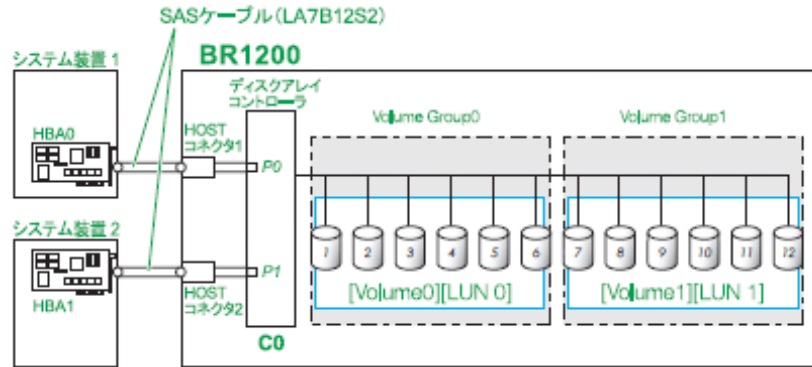 SASケーブル(LA7B12S2)
システム装置 1
BR1200
ディスクアレイ
コントローラ
Volume Group0
Volume Group1
HBA0
HOST
コネクタ1
P0
システム装置 2
1 2 3 4 5 6 7 8 9 10 11 12
P1
[Volume0][LUN 0]
[Volume1][LUN 1]
HBA1
HOST
コネクタ2
C0